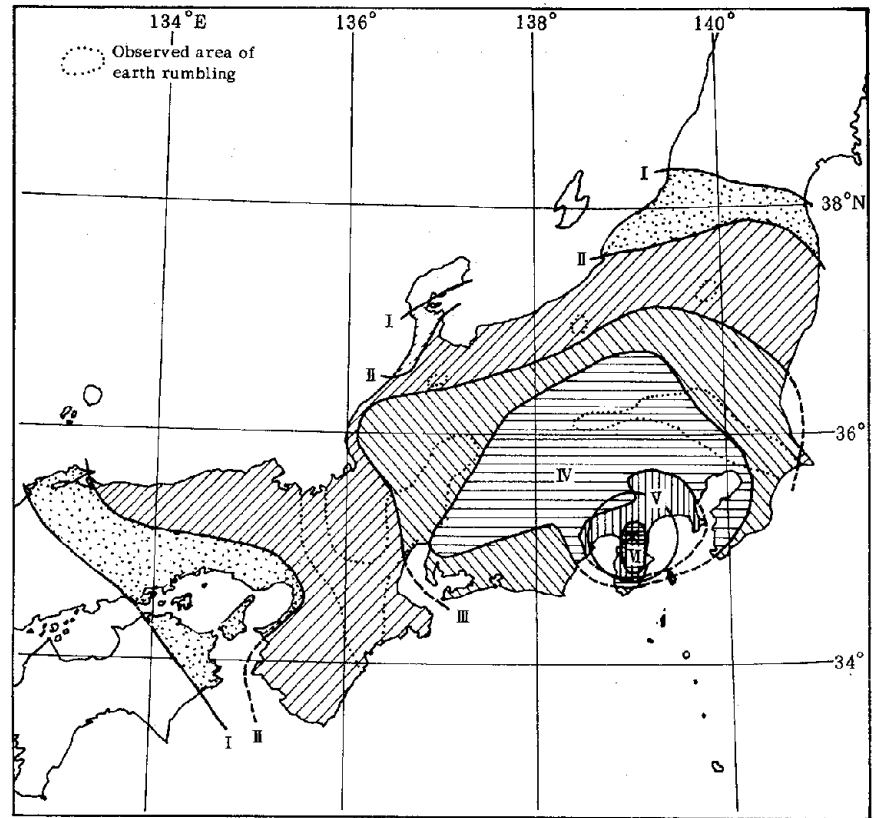 134°E 136° 138° 140°
Observed area of
earth rumbling
I
38°N
II
I
II
36°
IV
V
VI
III
34°
I II